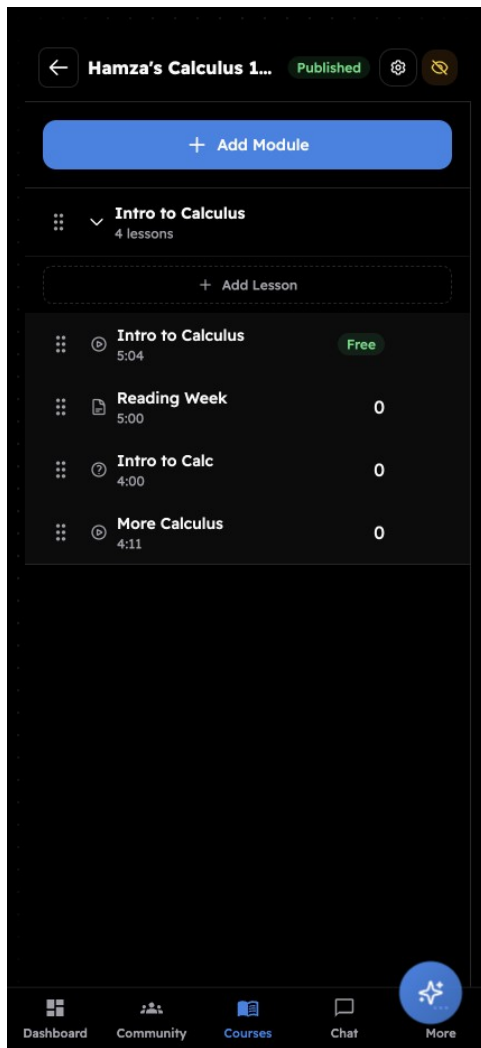 Hamza's Calculus 1... Published
+ Add Module
Intro to Calculus
4 lessons
+ Add Lesson
Intro to Calculus
5:04
Free
Reading Week
5:00
0
Intro to Calc
4:00
0
More Calculus
4:11
0
Dashboard Community Courses Chat More